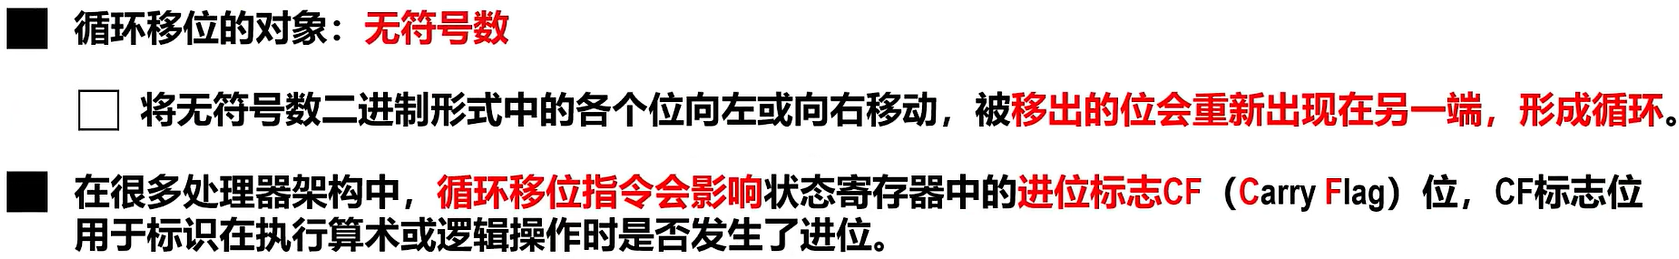 循环移位的对象：无符号数
将无符号数二进制形式中的各个位向左或向右移动，被移出的位会重新出现在另一端，形成循环。
在很多处理器架构中，循环移位指令会影响状态寄存器中的进位标志CF（Carry Flag）位，CF标志位
用于标识在执行算术或逻辑操作时是否发生了进位。